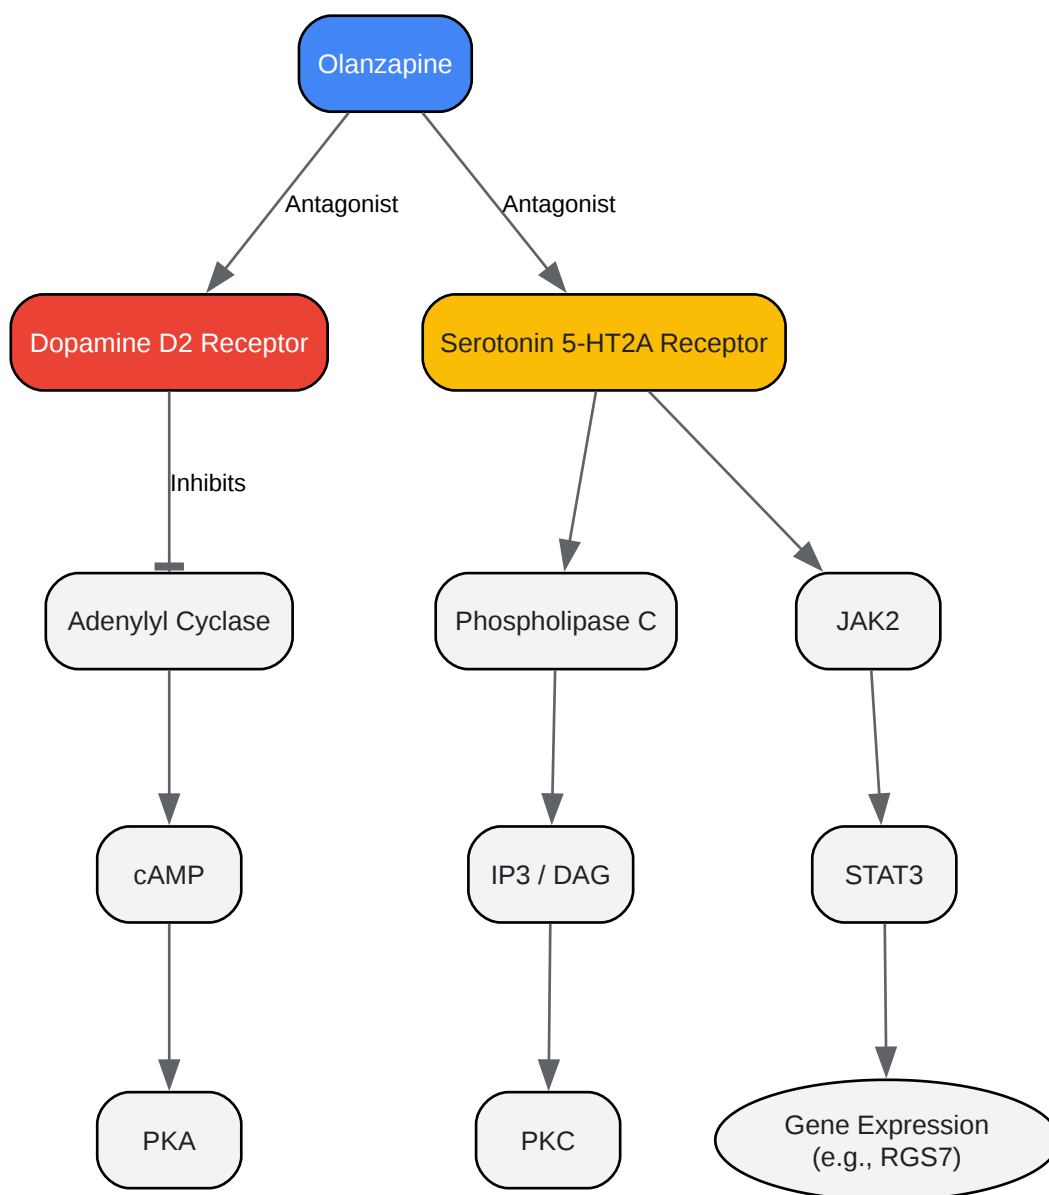 Olanzapine
Antagonist
Antagonist
Dopamine D2 Receptor
Serotonin 5-HT2A Receptor
Inhibits
Adenylyl Cyclase
Phospholipase C
JAK2
cAMP
IP3 / DAG
STAT3
PKA
PKC
Gene Expression
(e.g., RGS7)